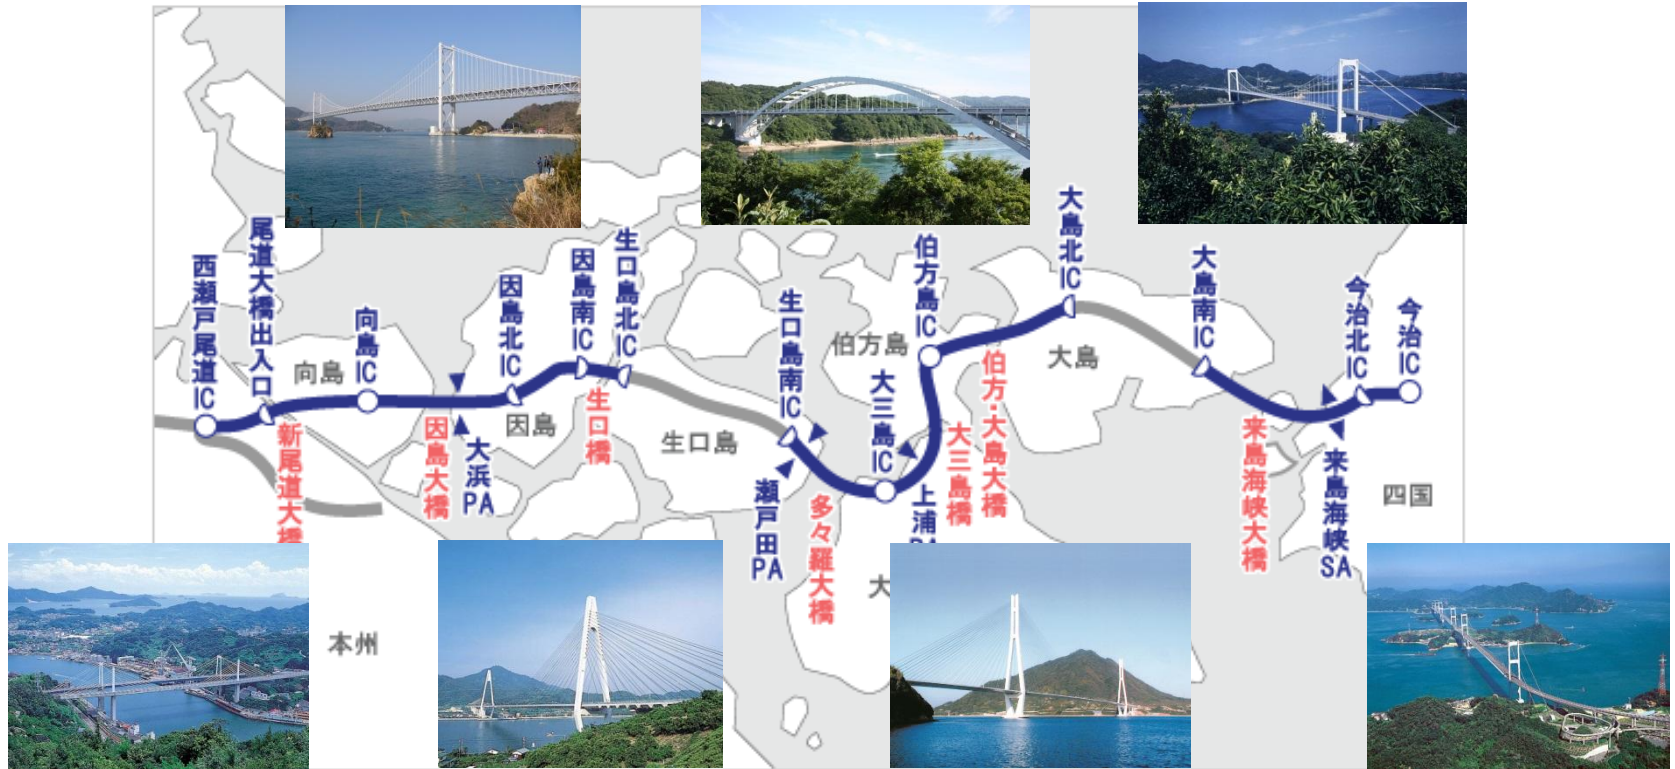 西瀬戸尾道IC
尾道大橋出入口
新尾道大橋
向島
向島IC
因島大橋
大浜PA
因島北IC
因島
因島南IC
生口橋
生口島北IC
生口島
生口島南IC
瀬戸田PA
多々羅大橋
大三島IC
上浦
大三島橋
伯方島
伯方島IC
伯方・大島大橋
大島北IC
大島
大島南IC
来島海峡大橋
来島海峡SA
今治北IC
今治IC
四国
本州
大